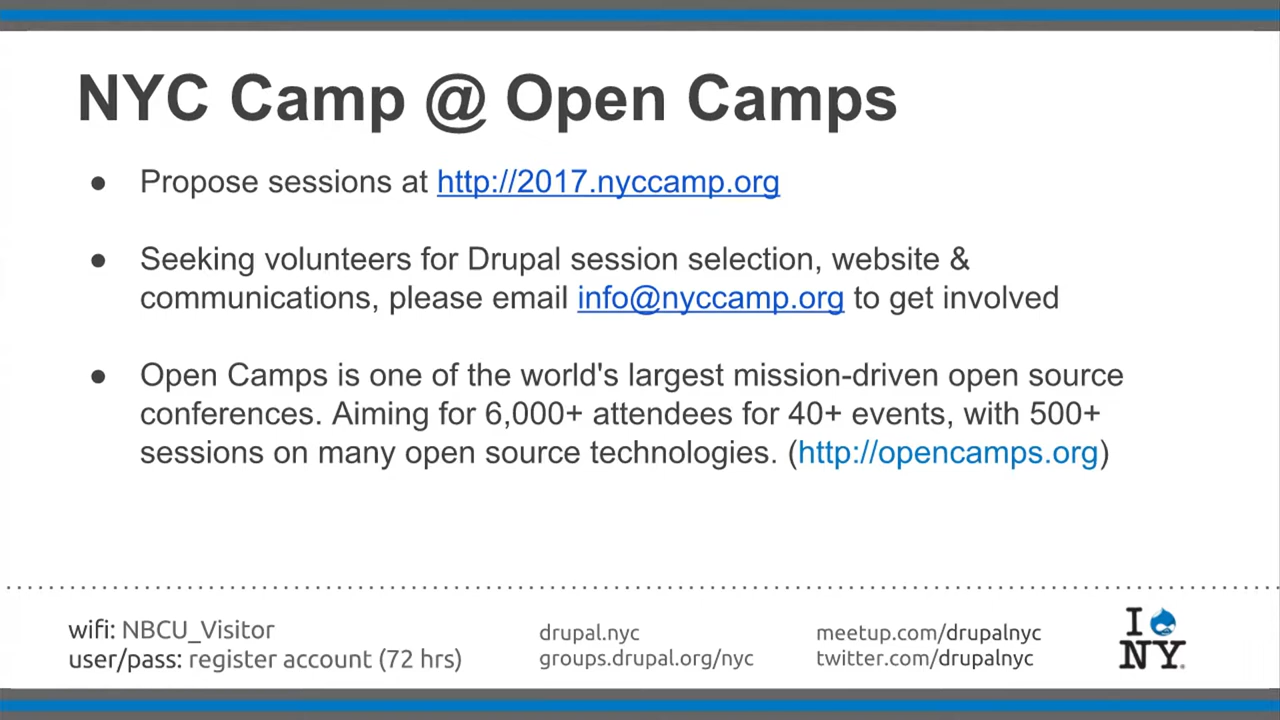 NYC Camp @ Open Camps
● Propose sessions at http://2017.nyccamp.org
● Seeking volunteers for Drupal session selection, website &
communications, please email info@nyccamp.org to get involved
● Open Camps is one of the world's largest mission-driven open source
conferences. Aiming for 6,000+ attendees for 40+ events, with 500+
sessions on many open source technologies. (http://opencamps.org)
wifi: NBCU_Visitor
user/pass: register account (72 hrs)
drupal.nyc
groups.drupal.org/nyc
meetup.com/drupalnyc
twitter.com/drupalnyc
I
NY